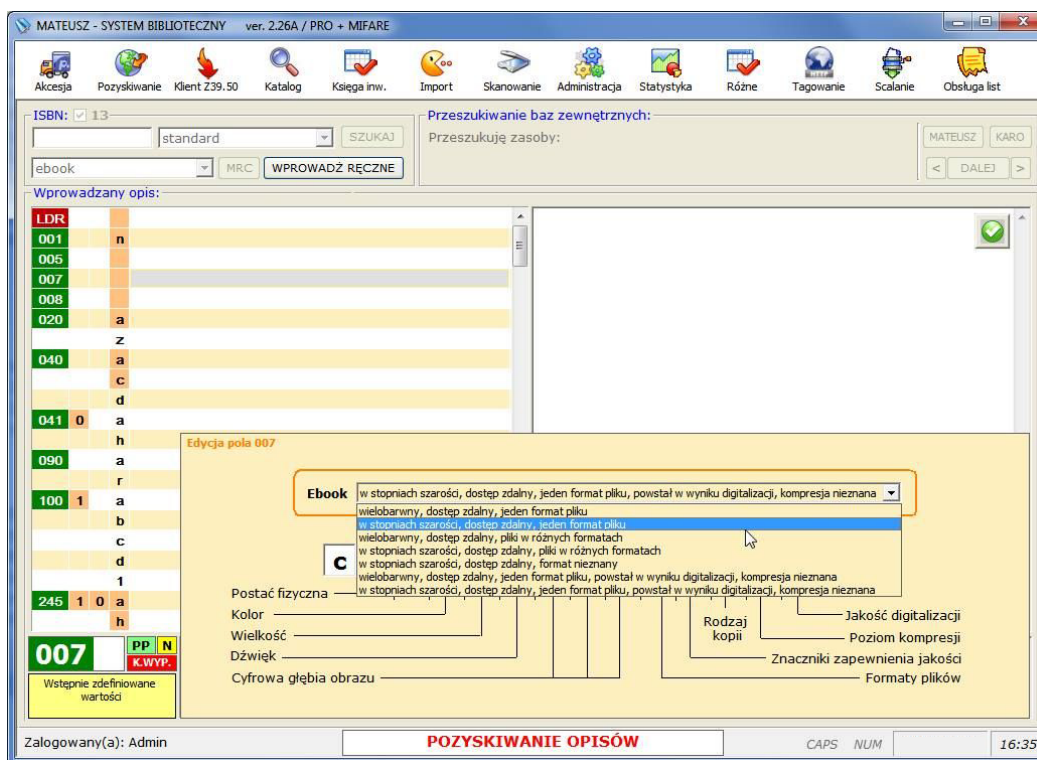 MATEUSZ - SYSTEM BIBLIOTECZNY ver. 2.26A / PRO + MIFARE
Akcesja Pozyskiwanie Klient Z39.50 Katalog Księga inw. Import Skanowanie Administracja Statystyka Różne Tagowanie Scalanie Obsługa list
ISBN: 13
standard SZUKAJ
ebook MRC WPROWADŹ RĘCZNE
Przeszukiwanie baz zewnętrznych:
Przeszukuję zasoby:
MATEUSZ KARO
< DALEJ >
Wprowadzany opis:
LDR
001 n
005
007
008
020 a
z
040 a
c
d
041 0 a
h
090 a
r
100 1 a
b
c
d
1
245 1 0 a
h
Edycja pola 007
Ebook w stopniach szarości, dostęp zdalny, jeden format pliku, powstał w wyniku digitalizacji, kompresja nieznana
wielobarwny, dostęp zdalny, jeden format pliku
w stopniach szarości, dostęp zdalny, jeden format pliku
wielobarwny, dostęp zdalny, pliki w różnych formatach
w stopniach szarości, dostęp zdalny, pliki w różnych formatach
w stopniach szarości, dostęp zdalny, format nieznany
wielobarwny, dostęp zdalny, jeden format pliku, powstał w wyniku digitalizacji, kompresja nieznana
w stopniach szarości, dostęp zdalny, jeden format pliku, powstał w wyniku digitalizacji, kompresja nieznana
c
Postać fizyczna
Kolor
Wielkość
Dźwięk
Cyfrowa głębia obrazu
Rodzaj
kopii
Jakość digitalizacji
Poziom kompresji
Znaczniki zapewnienia jakości
Formaty plików
007 PP N
K.WYP.
Wstępnie zdefiniowane
wartości
Zalogowany(a): Admin POZYSKIWANIE OPISÓW CAPS NUM 16:35